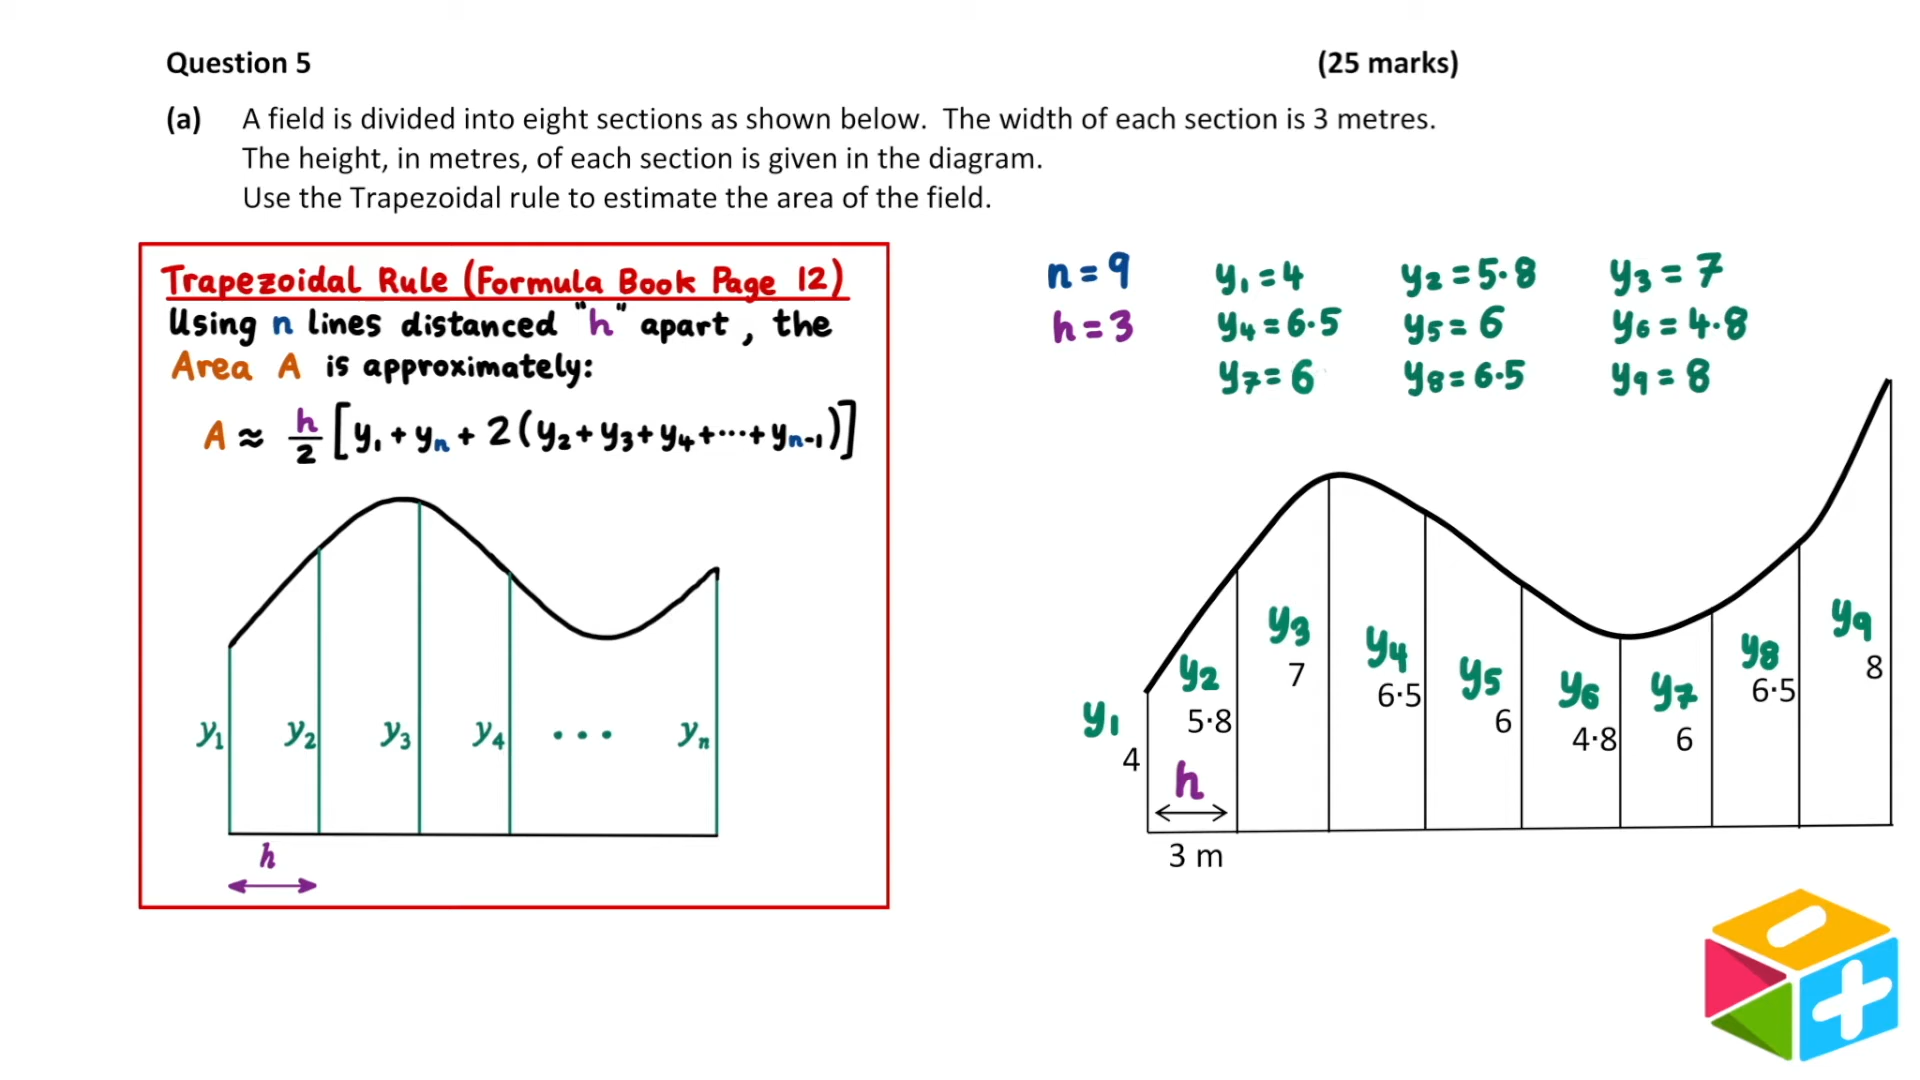 Question 5 (25 marks)
(a) A field is divided into eight sections as shown below. The width of each section is 3 metres.
The height, in metres, of each section is given in the diagram.
Use the Trapezoidal rule to estimate the area of the field.
Trapezoidal Rule (Formula Book Page 12)
Using n lines distanced "h" apart, the
Area A is approximately:
A ≈ h/2 [y₁ + yₙ + 2(y₂ + y₃ + y₄ + ⋯ + yₙ₋₁)]
y₁ y₂ y₃ y₄ ... yₙ
h
n = 9 y₁ = 4 y₂ = 5·8 y₃ = 7
h = 3 y₄ = 6·5 y₅ = 6 y₆ = 4·8
y₇ = 6 y₈ = 6·5 y₉ = 8
y₁ y₂ y₃ y₄ y₅ y₆ y₇ y₈ y₉
4 5·8 7 6·5 6 4·8 6 6·5 8
h
3 m